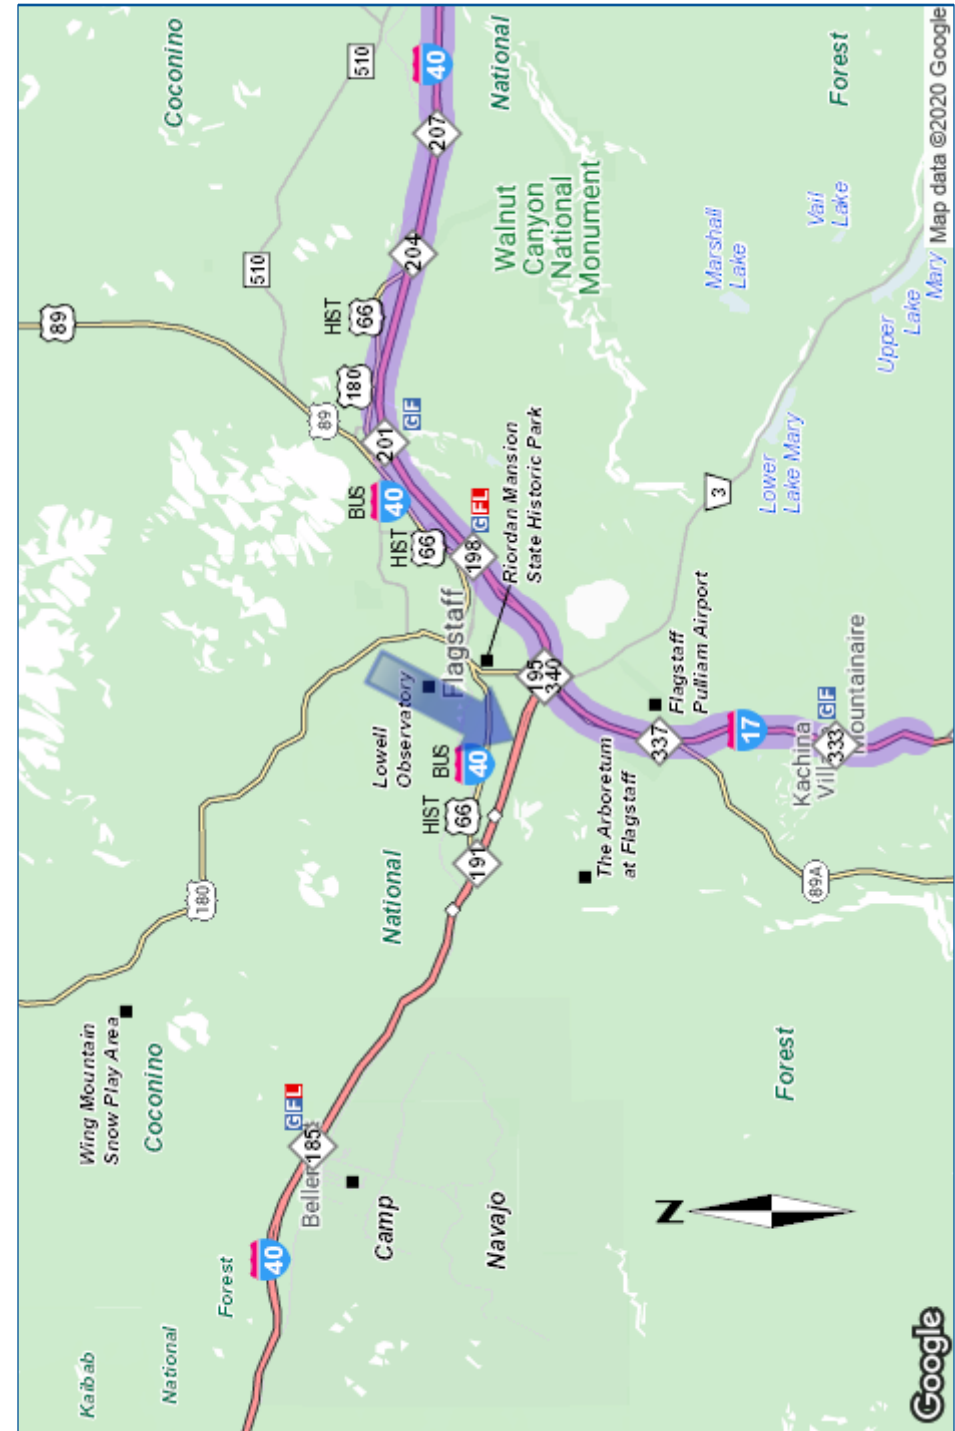 Kaibab
Wing Mountain
Snow Play Area
Coconino
National
Forest
180
89
Coconino
510
510
40
185
GFL
Camp
Navajo
National
Lowell
Observatory
HIST
66
BUS
40
191
Flagstaff
HIST
66
BUS
40
89
180
HIST
66
201
GF
204
207
40
198
GFL
195
340
Riordan Mansion
State Historic Park
National
Walnut
Canyon
National
Monument
The Arboretum
at Flagstaff
N
337
Flagstaff
Pulliam Airport
3
Marshall
Lake
17
Lower
Lake Mary
Forest
89A
Kachina
333
GF
Mountainaire
Vail
Lake
Forest
Upper
Lake
Mary
Google
Map data ©2020 Google